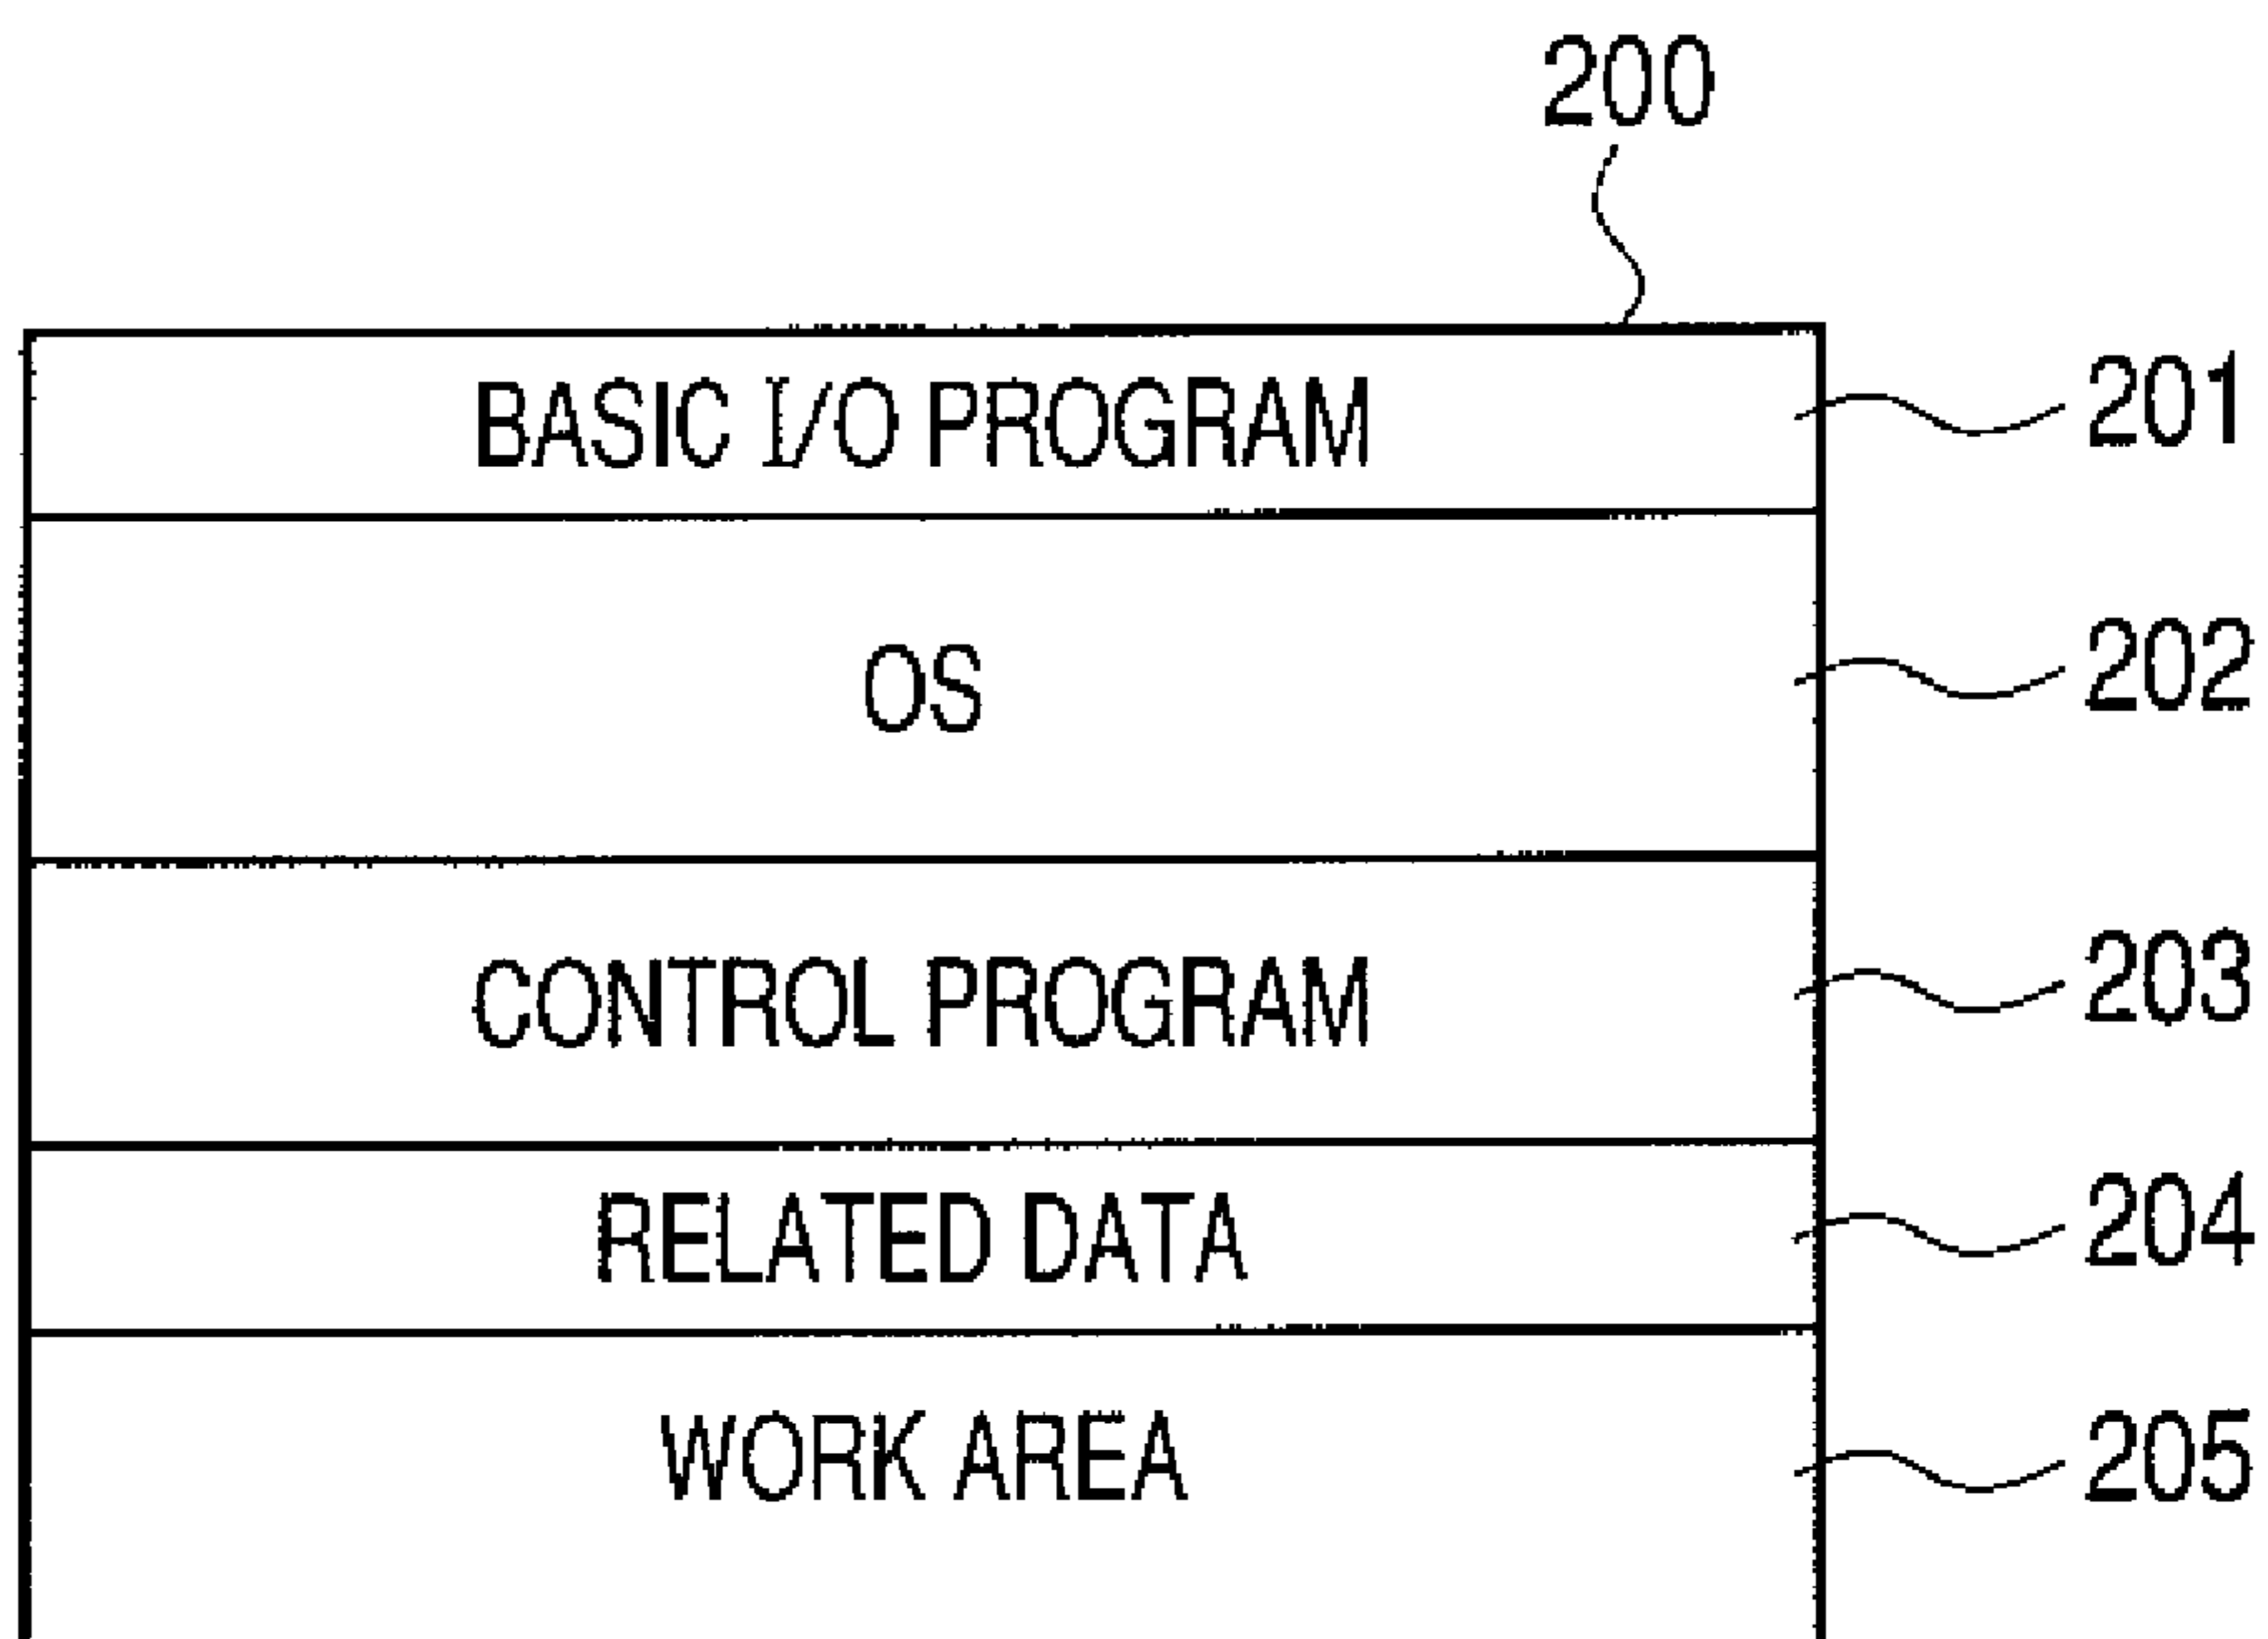 200
BASIC I/O PROGRAM 201
OS 202
CONTROL PROGRAM 203
RELATED DATA 204
WORK AREA 205